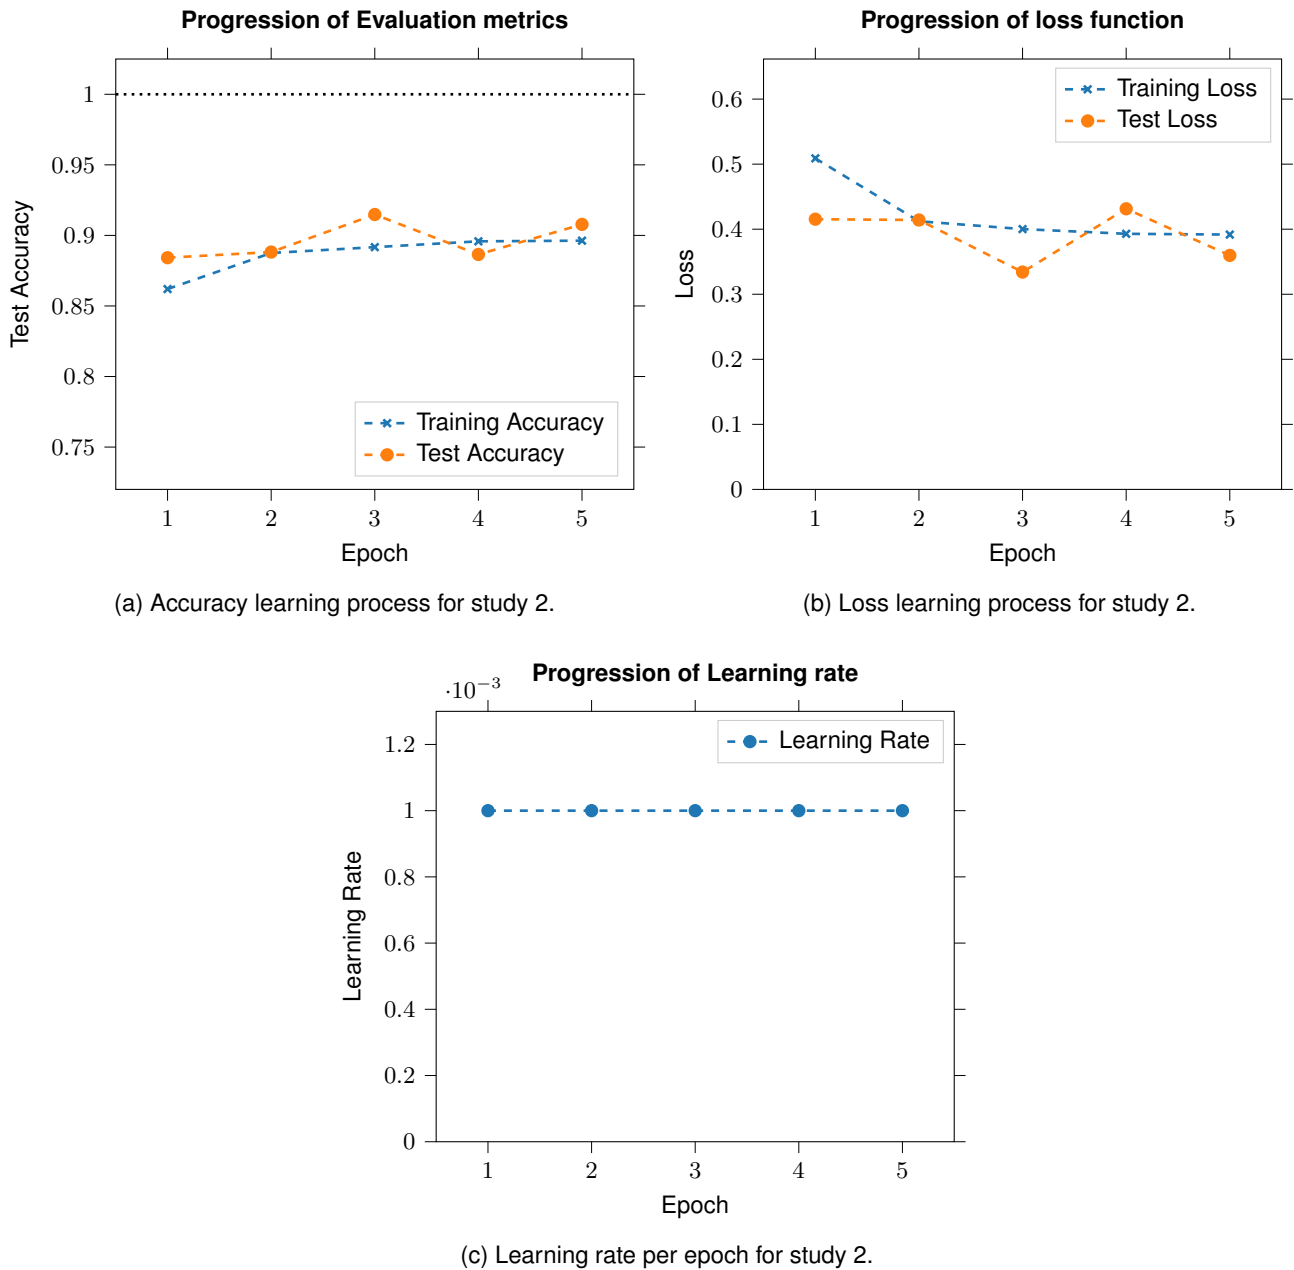 Progression of Evaluation metrics
1
0.95
0.9
0.85
0.8
0.75
Test Accuracy
Training Accuracy
Test Accuracy
1 2 3 4 5
Epoch
(a) Accuracy learning process for study 2.
Progression of loss function
0.6
0.5
0.4
0.3
0.2
0.1
0
Loss
Training Loss
Test Loss
1 2 3 4 5
Epoch
(b) Loss learning process for study 2.
Progression of Learning rate
·10⁻³
1.2
1
0.8
0.6
0.4
0.2
0
Learning Rate
Learning Rate
1 2 3 4 5
Epoch
(c) Learning rate per epoch for study 2.